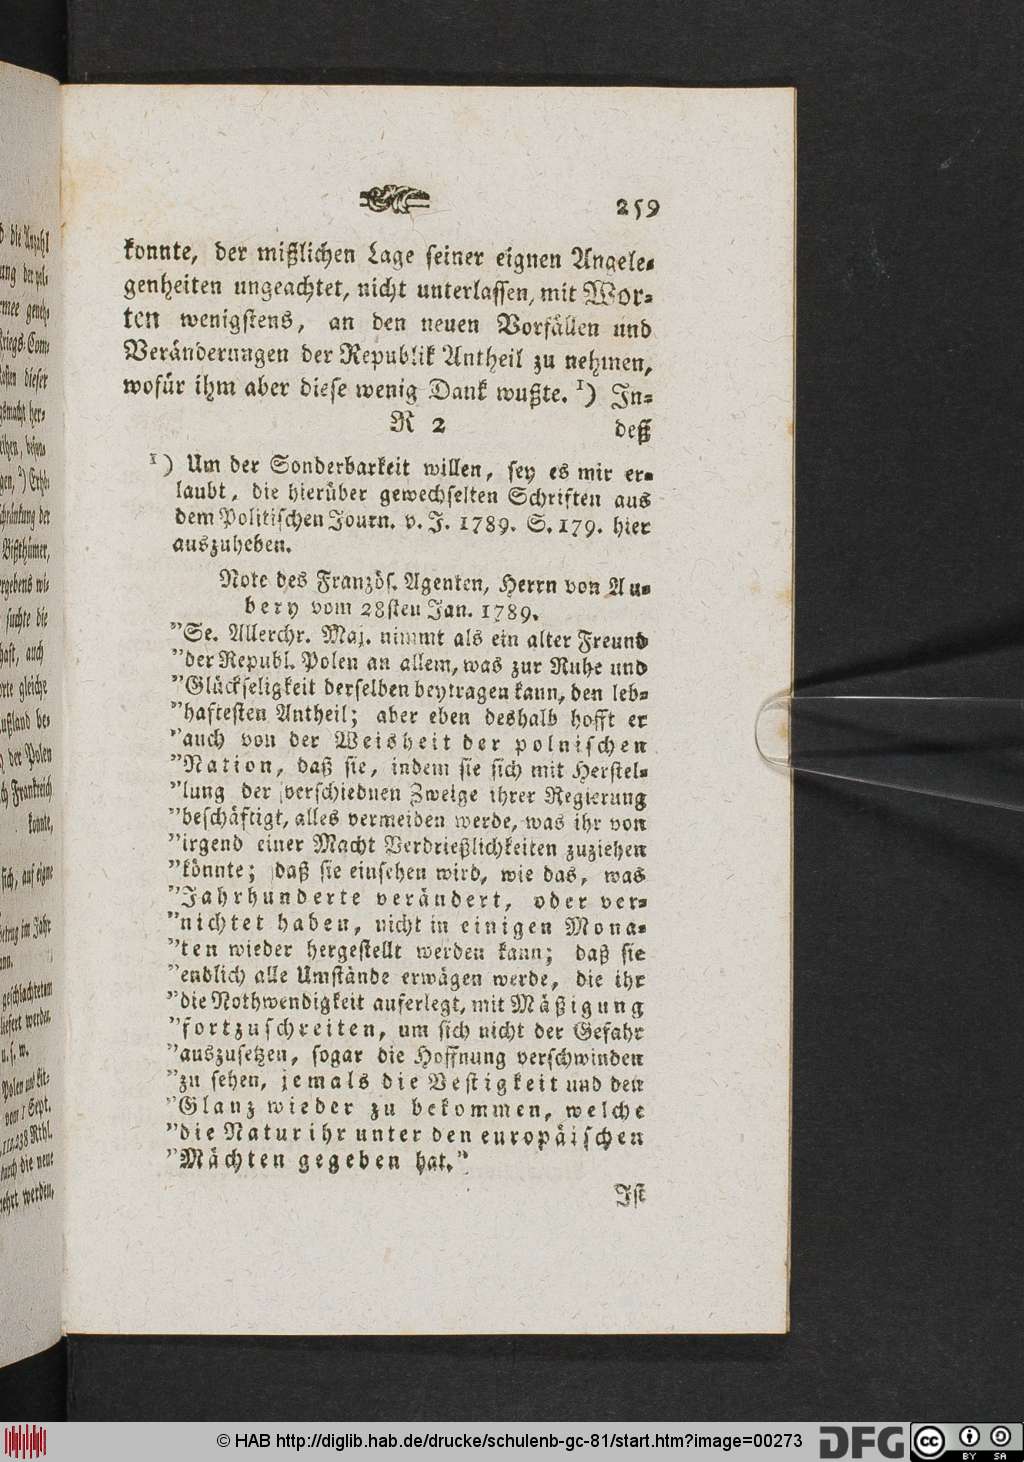 259
konnte, der mißlichen Lage seiner eignen Angele-
genheiten ungeachtet, nicht unterlassen, mit Wor-
ten wenigstens, an den neuen Vorfällen und
Veränderungen der Republik Antheil zu nehmen,
wofür ihm aber diese wenig Dank wußte. 1) In-
R 2 deß
1) Um der Sonderbarkeit willen, sey es mir er-
laubt, die hierüber gewechselten Schriften aus
dem Politischen Journ. v. J. 1789. S. 179. hier
auszuheben.
Note des Französ. Agenten, Herrn von Au-
bery vom 28sten Jan. 1789.
"Se. Allerchr. Maj. nimmt als ein alter Freund
"der Republ. Polen an allem, was zur Ruhe und
"Glückseligkeit derselben beytragen kann, den leb-
"haftesten Antheil; aber eben deshalb hofft er
"auch von der Weisheit der polnischen
"Nation, daß sie, indem sie sich mit Herstel-
"lung der verschiednen Zweige ihrer Regierung
"beschäftigt, alles vermeiden werde, was ihr von
"irgend einer Macht Verdrießlichkeiten zuziehen
"könnte; daß sie einsehen wird, wie das, was
"Jahrhunderte verändert, oder ver-
"nichtet haben, nicht in einigen Mona-
"ten wieder hergestellt werden kann; daß sie
"endlich alle Umstände erwägen werde, die ihr
"die Nothwendigkeit auferlegt, mit Mäßigung
"fortzuschreiten, um sich nicht der Gefahr
"auszusetzen, sogar die Hoffnung verschwinden
"zu sehen, jemals die Vestigkeit und den
"Glanz wieder zu bekommen, welche
"die Natur ihr unter den europäischen
"Mächten gegeben hat."
Ist
© HAB http://diglib.hab.de/drucke/schulenb-gc-81/start.htm?image=00273
DFG
cc BY SA